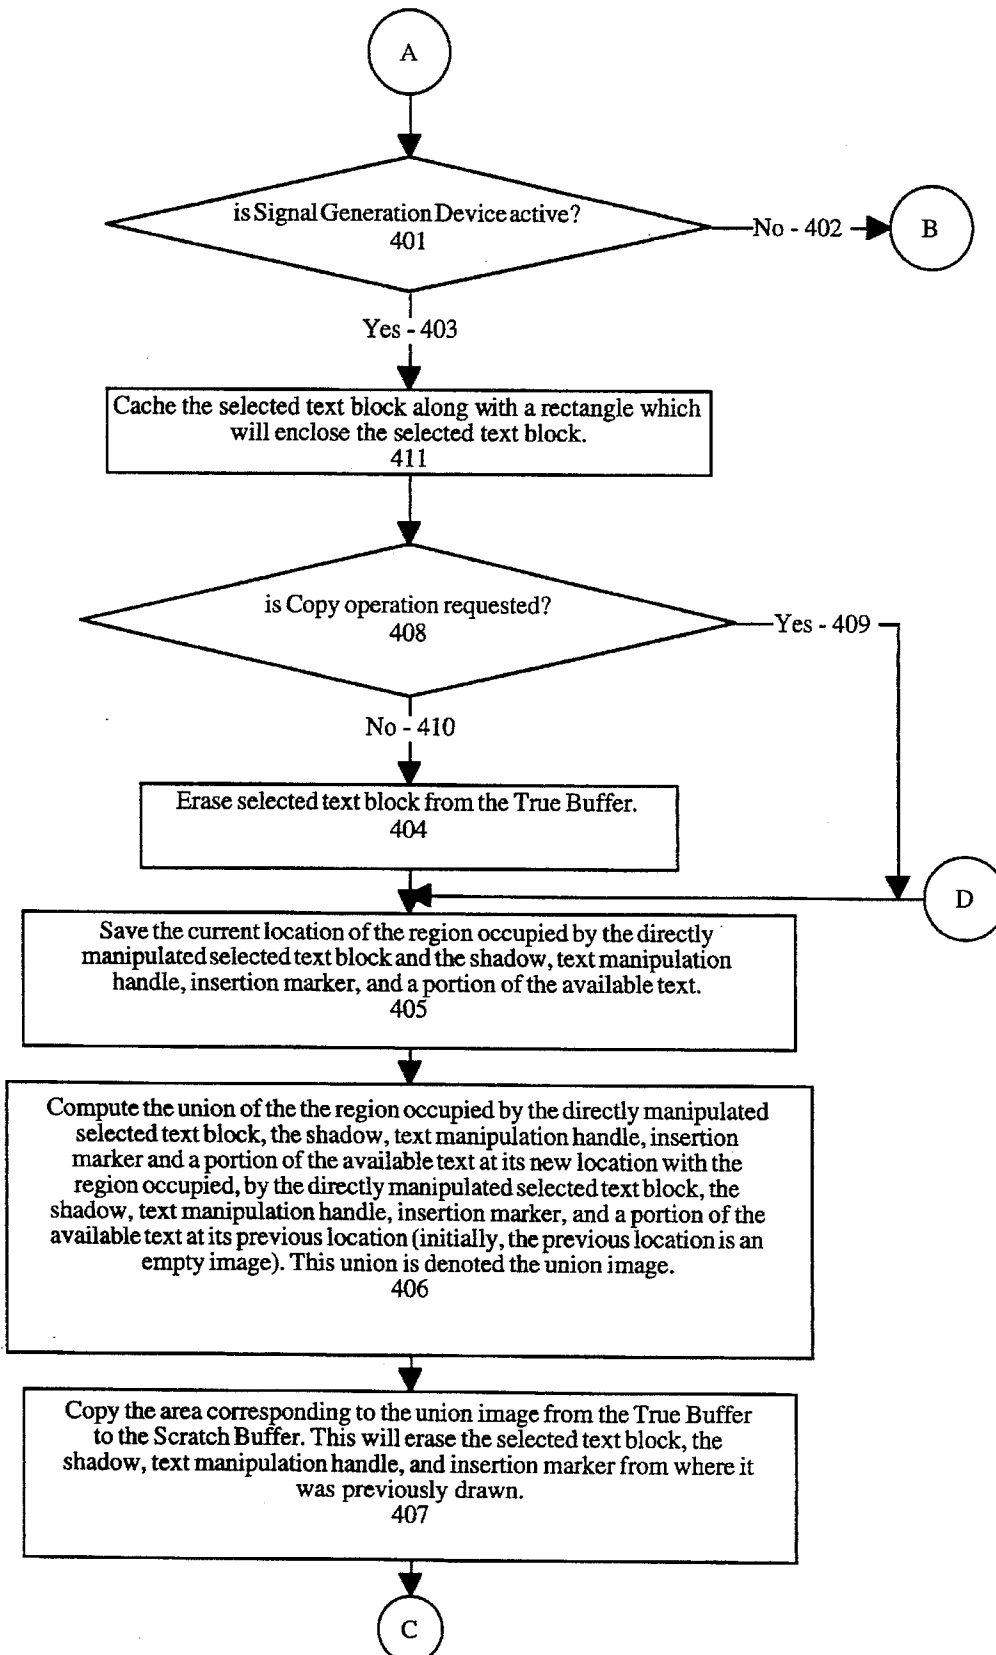 A
is Signal Generation Device active?
401
No - 402
B
Yes - 403
Cache the selected text block along with a rectangle which
will enclose the selected text block.
411
is Copy operation requested?
408
Yes - 409
No - 410
Erase selected text block from the True Buffer.
404
D
Save the current location of the region occupied by the directly
manipulated selected text block and the shadow, text manipulation
handle, insertion marker, and a portion of the available text.
405
Compute the union of the the region occupied by the directly manipulated
selected text block, the shadow, text manipulation handle, insertion
marker and a portion of the available text at its new location with the
region occupied, by the directly manipulated selected text block, the
shadow, text manipulation handle, insertion marker, and a portion of the
available text at its previous location (initially, the previous location is an
empty image). This union is denoted the union image.
406
Copy the area corresponding to the union image from the True Buffer
to the Scratch Buffer. This will erase the selected text block, the
shadow, text manipulation handle, and insertion marker from where it
was previously drawn.
407
C